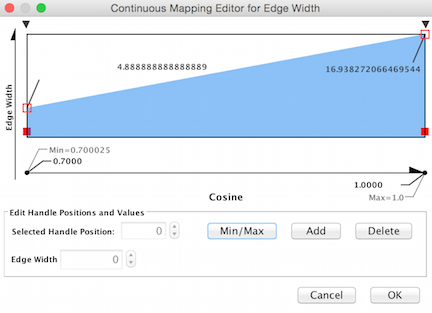 Continuous Mapping Editor for Edge Width
4.888888888888889
16.938272066469544
Edge Width
Min=0.700025
0.7000
1.0000
Max=1.0
Cosine
Edit Handle Positions and Values
Selected Handle Position: 0 Min/Max Add Delete
Edge Width 0
Cancel OK